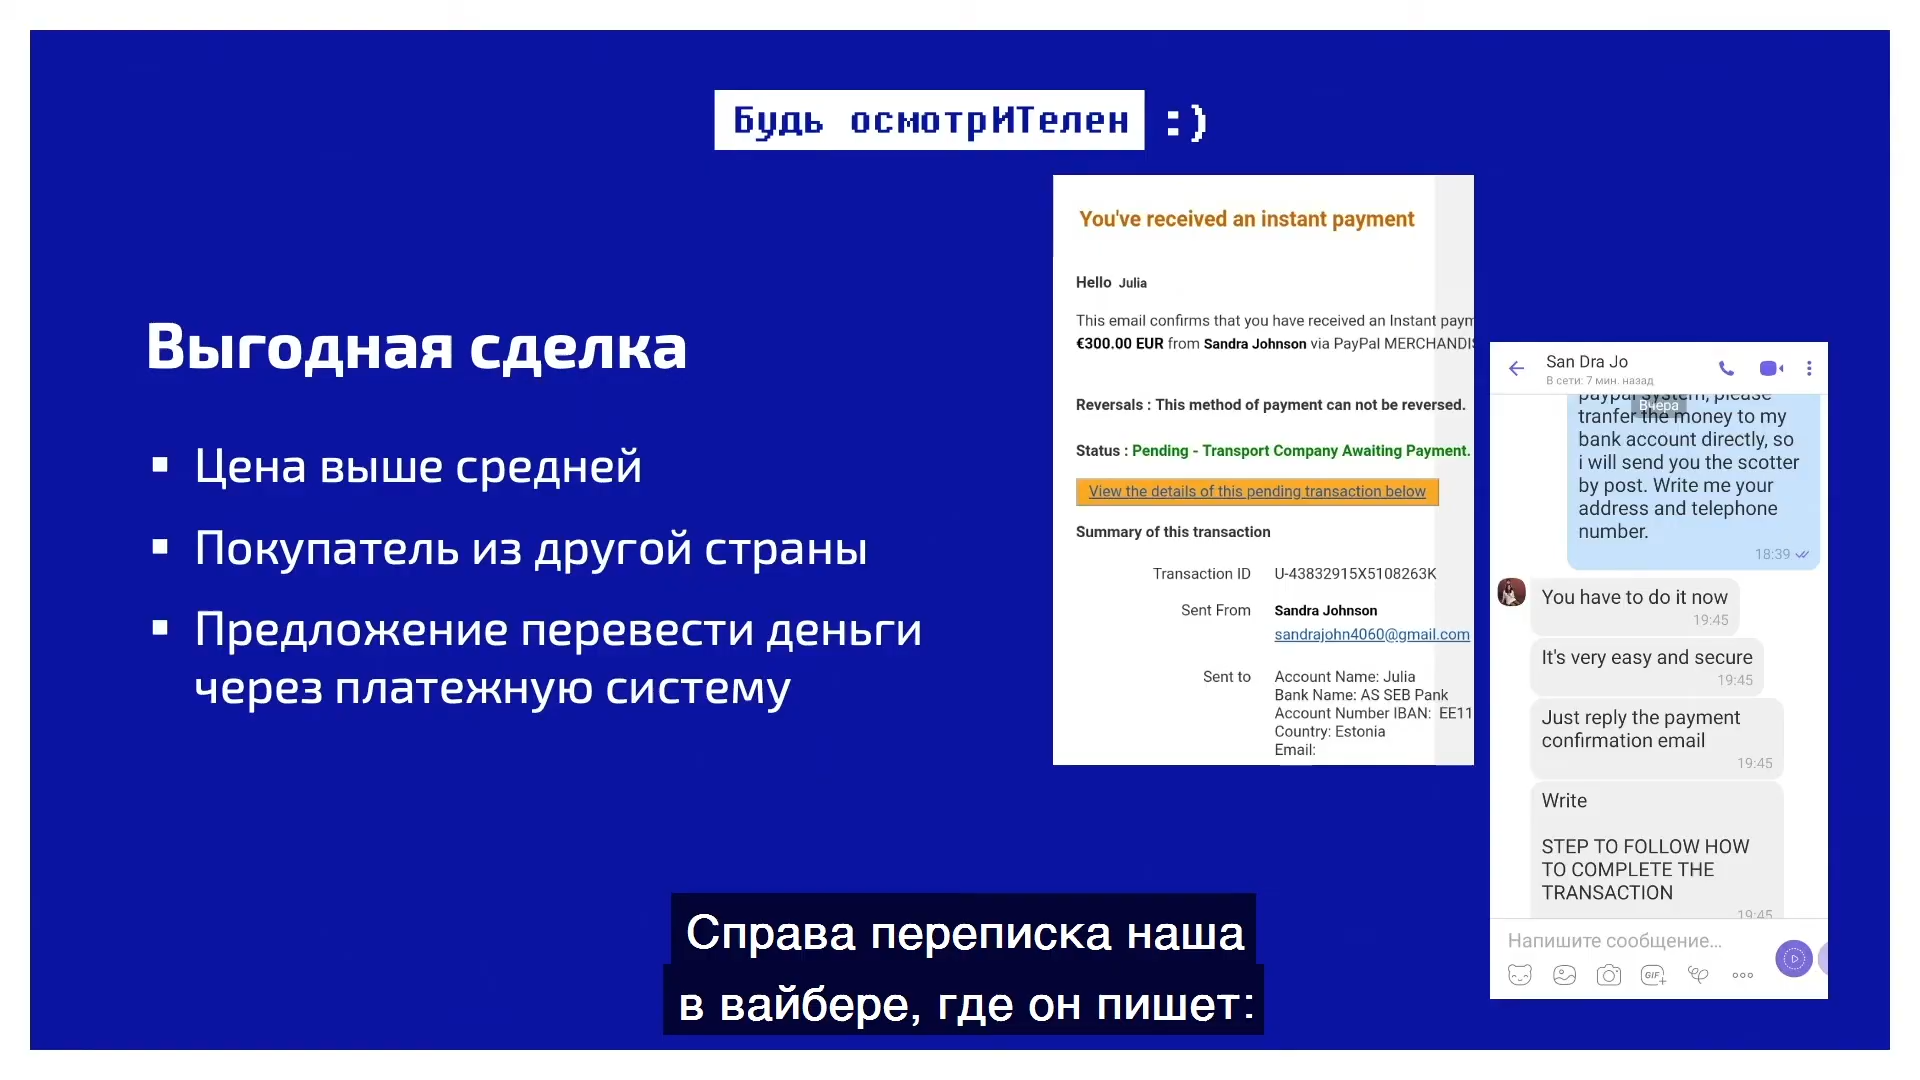 Будь осмотрИТелен :)
Выгодная сделка
Цена выше средней
Покупатель из другой страны
Предложение перевести деньги
через платежную систему
You've received an instant payment
Hello Julia
This email confirms that you have received an Instant paym
€300.00 EUR from Sandra Johnson via PayPal MERCHANDIS
Reversals : This method of payment can not be reversed.
Status : Pending - Transport Company Awaiting Payment.
View the details of this pending transaction below
Summary of this transaction
Transaction ID U-43832915X5108263K
Sent From Sandra Johnson
sandrajohn4060@gmail.com
Sent to Account Name: Julia
Bank Name: AS SEB Pank
Account Number IBAN: EE11
Country: Estonia
Email:
San Dra Jo
В сети: 7 мин. назад
Вчера
paypal system, please
tranfer the money to my
bank account directly, so
i will send you the scotter
by post. Write me your
address and telephone
number.
18:39
You have to do it now
19:45
It's very easy and secure
19:45
Just reply the payment
confirmation email
19:45
Write
STEP TO FOLLOW HOW
TO COMPLETE THE
TRANSACTION
19:45
Напишите сообщение...
GIF
Справа переписка наша
в вайбере, где он пишет: